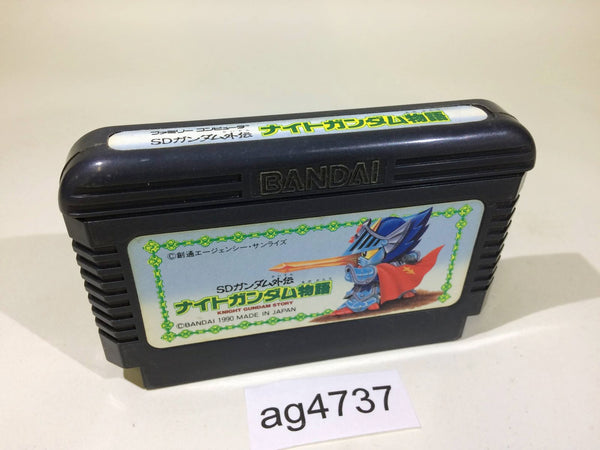 ファミリーコンピュータ
SDガンダム外伝
ナイトガンダム物語
BANDAI
©創通エージェンシー・サンライズ
SDガンダム外伝
ナイトガンダム物語
KNIGHT GUNDAM STORY
©BANDAI 1990 MADE IN JAPAN
ag4737